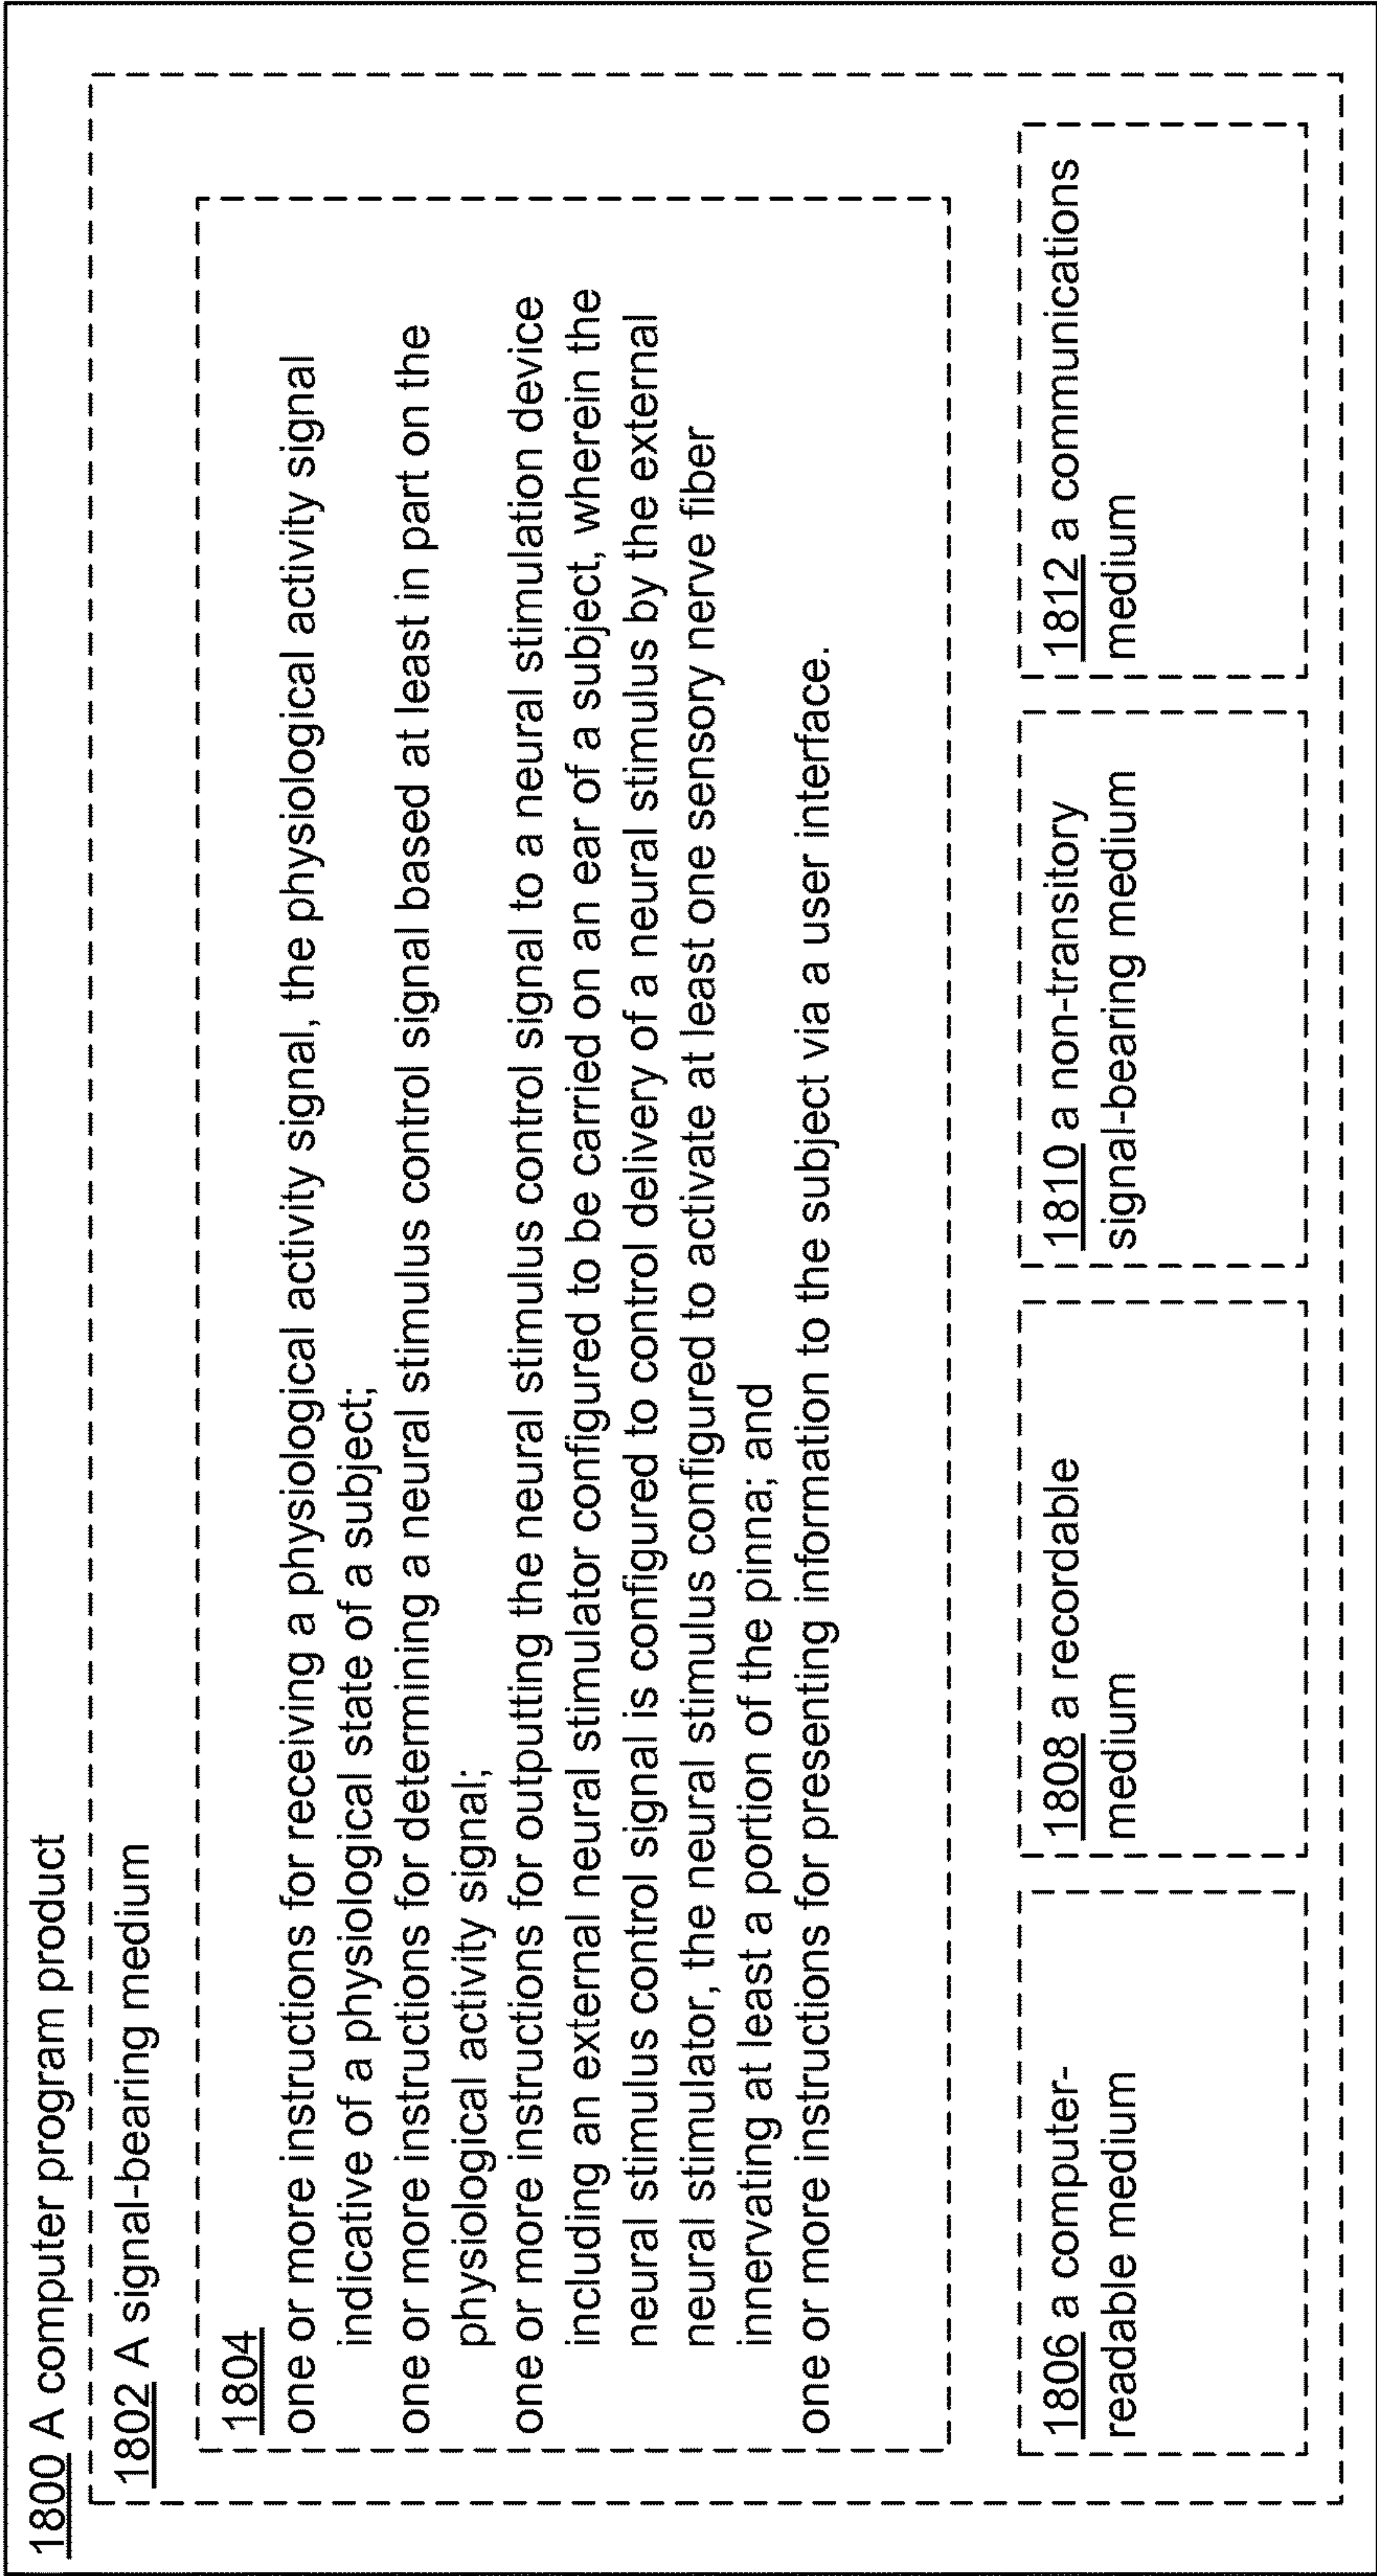 1800 A computer program product
1802 A signal-bearing medium
1804
one or more instructions for receiving a physiological activity signal, the physiological activity signal
indicative of a physiological state of a subject;
one or more instructions for determining a neural stimulus control signal based at least in part on the
physiological activity signal;
one or more instructions for outputting the neural stimulus control signal to a neural stimulation device
including an external neural stimulator configured to be carried on an ear of a subject, wherein the
neural stimulus control signal is configured to control delivery of a neural stimulus by the external
neural stimulator, the neural stimulus configured to activate at least one sensory nerve fiber
innervating at least a portion of the pinna; and
one or more instructions for presenting information to the subject via a user interface.
1806 a computer-
readable medium
1808 a recordable
medium
1810 a non-transitory
signal-bearing medium
1812 a communications
medium